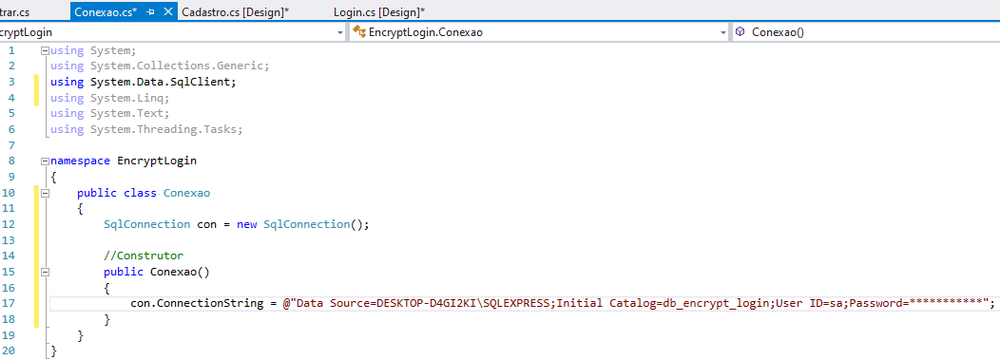 trar.cs Conexao.cs* Cadastro.cs [Design]* Login.cs [Design]*
cryptLogin EncryptLogin.Conexao Conexao()
1 using System;
2 using System.Collections.Generic;
3 using System.Data.SqlClient;
4 using System.Linq;
5 using System.Text;
6 using System.Threading.Tasks;
7
8 namespace EncryptLogin
9 {
10 public class Conexao
11 {
12 SqlConnection con = new SqlConnection();
13
14 //Construtor
15 public Conexao()
16 {
17 con.ConnectionString = @"Data Source=DESKTOP-D4GI2KI\SQLEXPRESS;Initial Catalog=db_encrypt_login;User ID=sa;Password=***********";
18 }
19 }
20 }